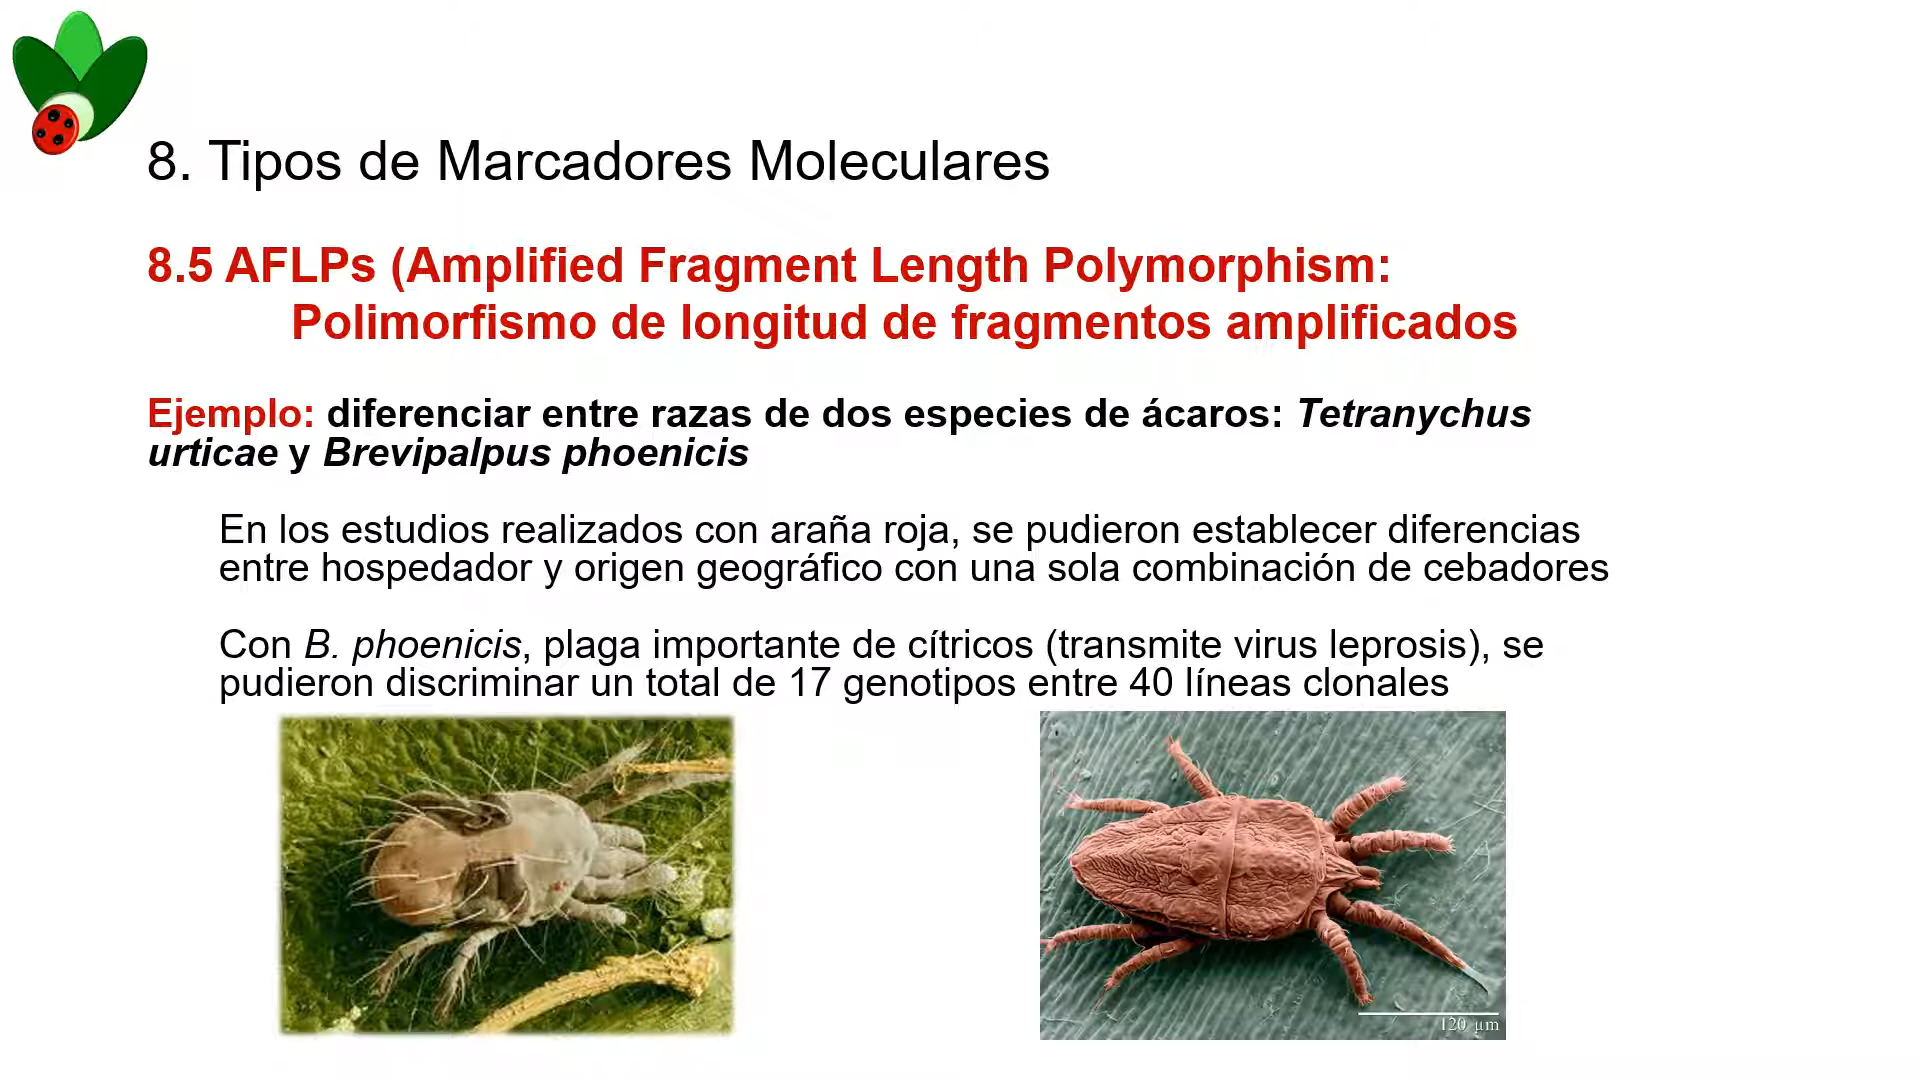 8. Tipos de Marcadores Moleculares
8.5 AFLPs (Amplified Fragment Length Polymorphism:
Polimorfismo de longitud de fragmentos amplificados
Ejemplo: diferenciar entre razas de dos especies de ácaros: Tetranychus
urticae y Brevipalpus phoenicis
En los estudios realizados con araña roja, se pudieron establecer diferencias
entre hospedador y origen geográfico con una sola combinación de cebadores
Con B. phoenicis, plaga importante de cítricos (transmite virus leprosis), se
pudieron discriminar un total de 17 genotipos entre 40 líneas clonales
120 µm